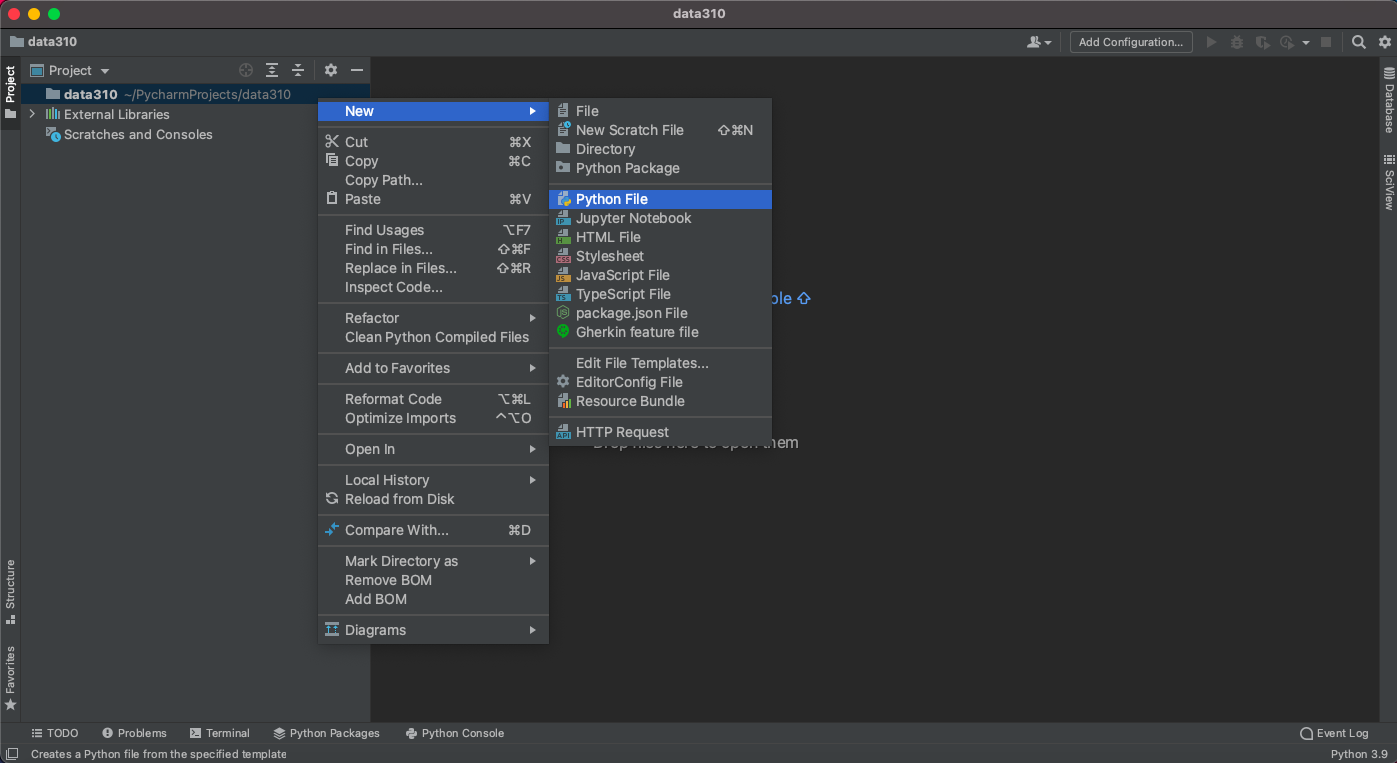 data310
data310
Add Configuration...
Project
Project
data310 ~/PycharmProjects/data310
External Libraries
Scratches and Consoles
New
Cut ⌘X
Copy ⌘C
Copy Path...
Paste ⌘V
Find Usages ⌥F7
Find in Files... ⇧⌘F
Replace in Files... ⇧⌘R
Inspect Code...
Refactor
Clean Python Compiled Files
Add to Favorites
Reformat Code ⌥⌘L
Optimize Imports ^⌥O
Open In
Local History
Reload from Disk
Compare With... ⌘D
Mark Directory as
Remove BOM
Add BOM
Diagrams
File
New Scratch File ⇧⌘N
Directory
Python Package
Python File
Jupyter Notebook
HTML File
Stylesheet
JavaScript File
TypeScript File
package.json File
Gherkin feature file
Edit File Templates...
EditorConfig File
Resource Bundle
HTTP Request
ble ⇧
Drop files here to open them
Database
SciView
Structure
Favorites
TODO
Problems
Terminal
Python Packages
Python Console
Event Log
Creates a Python file from the specified template
Python 3.9